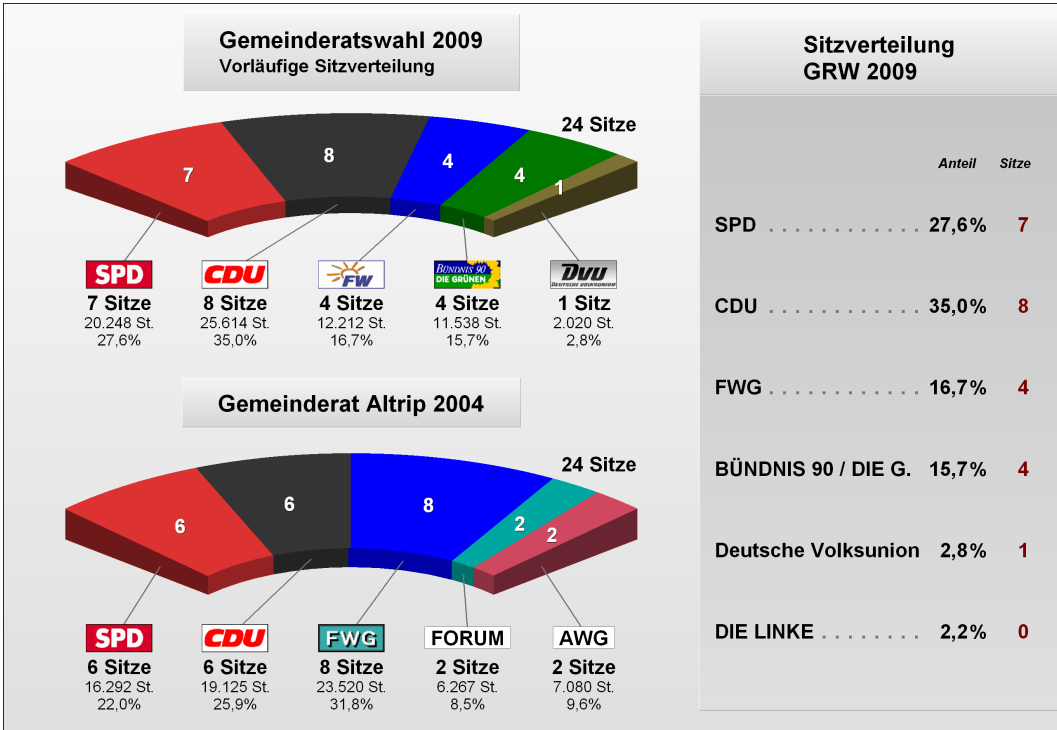 Gemeinderatswahl 2009
Vorläufige Sitzverteilung
24 Sitze
7
8
4
4
1
SPD
CDU
FW
BÜNDNIS 90
DIE GRÜNEN
DVU
DEUTSCHE VOLKSUNION
7 Sitze
8 Sitze
4 Sitze
4 Sitze
1 Sitz
20.248 St.
25.614 St.
12.212 St.
11.538 St.
2.020 St.
27,6%
35,0%
16,7%
15,7%
2,8%
Gemeinderat Altrip 2004
24 Sitze
6
6
8
2
2
SPD
CDU
FWG
FORUM
AWG
6 Sitze
6 Sitze
8 Sitze
2 Sitze
2 Sitze
16.292 St.
19.125 St.
23.520 St.
6.267 St.
7.080 St.
22,0%
25,9%
31,8%
8,5%
9,6%
Sitzverteilung
GRW 2009
Anteil Sitze
SPD . . . . . . . . . . . . 27,6% 7
CDU . . . . . . . . . . . . 35,0% 8
FWG . . . . . . . . . . . . 16,7% 4
BÜNDNIS 90 / DIE G. 15,7% 4
Deutsche Volksunion 2,8% 1
DIE LINKE . . . . . . . . 2,2% 0